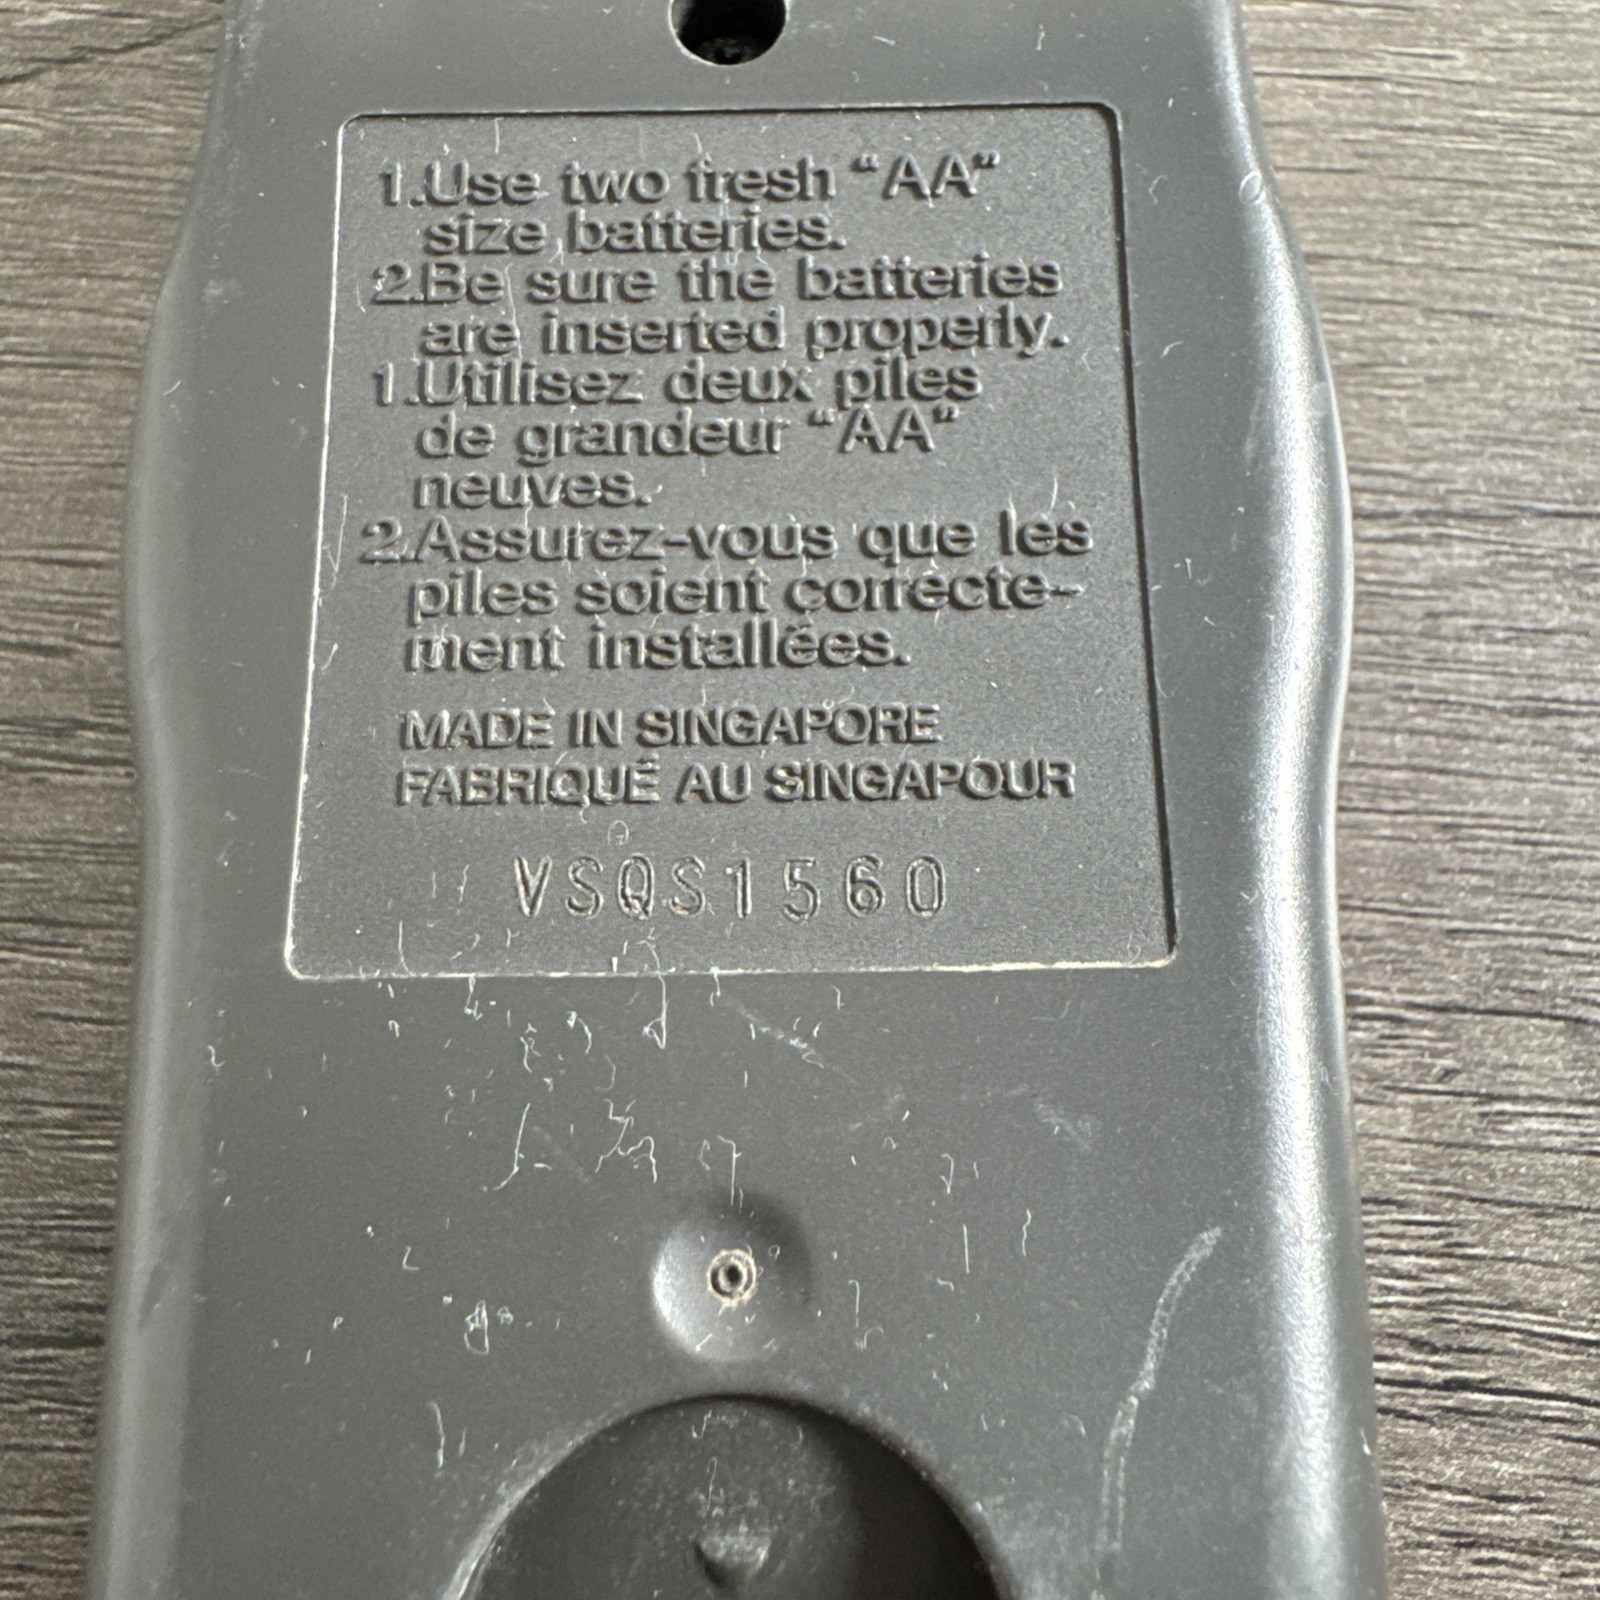 1.Use two fresh “AA”
size batteries.
2.Be sure the batteries
are inserted properly.
1.Utilisez deux piles
de grandeur “AA”
neuves.
2.Assurez-vous que les
piles soient correcte-
ment installées.
MADE IN SINGAPORE
FABRIQUÉ AU SINGAPOUR
VSQS1560